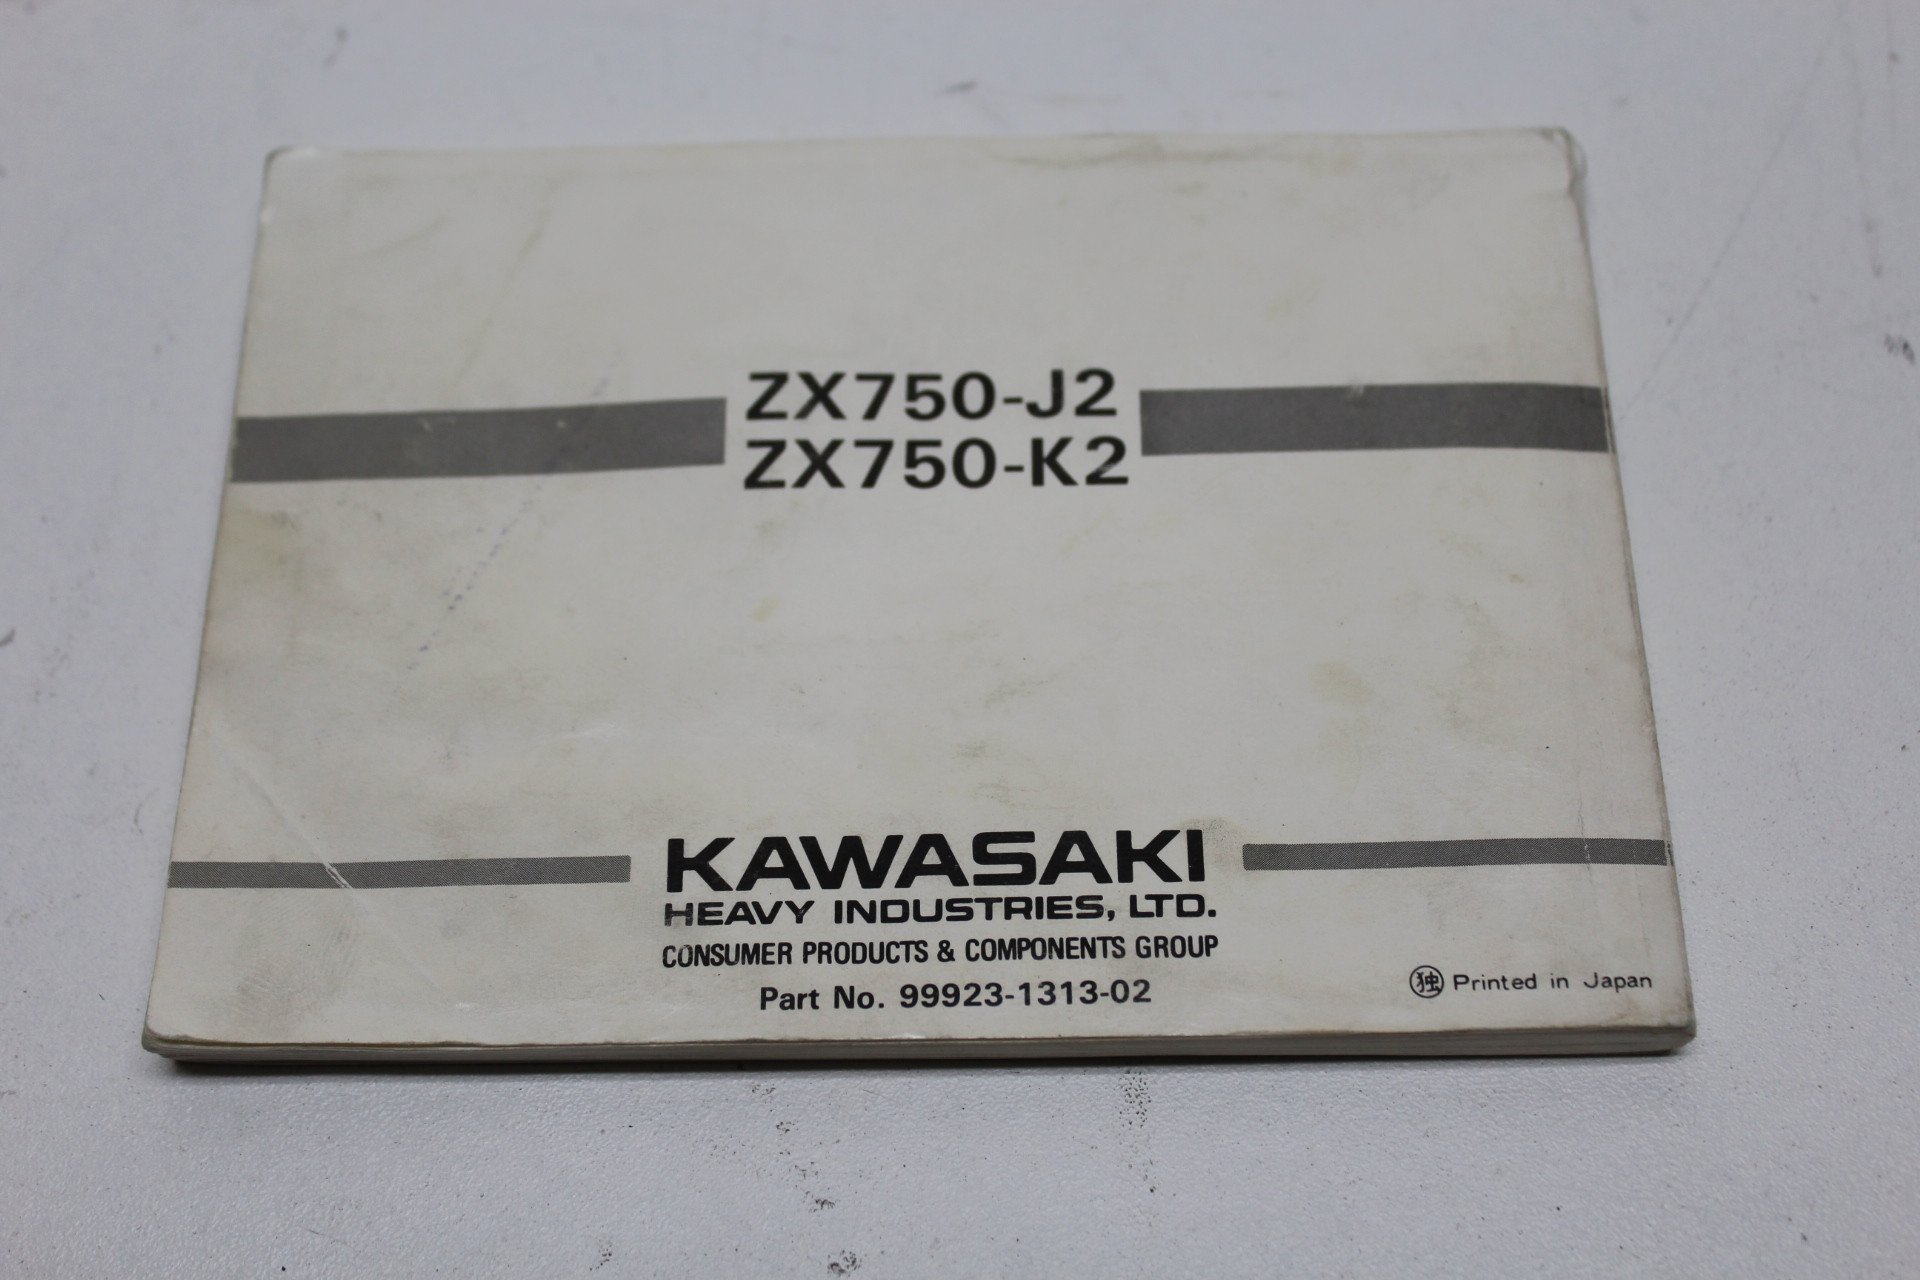 ZX750-J2
ZX750-K2
KAWASAKI
HEAVY INDUSTRIES, LTD.
CONSUMER PRODUCTS & COMPONENTS GROUP
Part No. 99923-1313-02
独 Printed in Japan